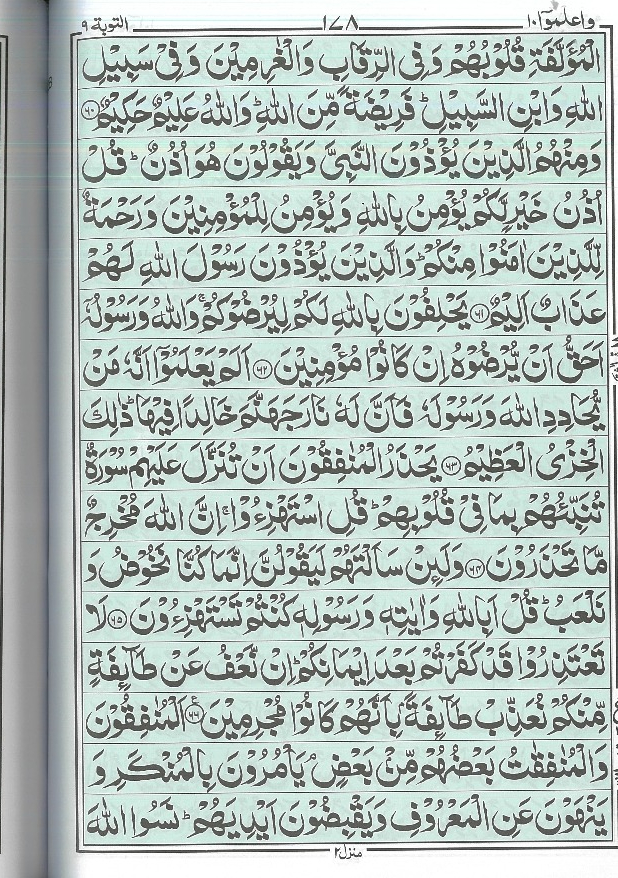 واعلموٓا ١٠ ١٧٨ التوبة ٩
الْمُؤَلَّفَةِ قُلُوْبُهُمْ وَفِی الرِّقَابِ وَالْغٰرِمِیْنَ وَفِیْ سَبِیْلِ
اللّٰهِ وَابْنِ السَّبِیْلِ ؕ فَرِیْضَةً مِّنَ اللّٰهِ ؕ وَاللّٰهُ عَلِیْمٌ حَكِیْمٌ ﴿٦٠﴾
وَمِنْهُمُ الَّذِیْنَ یُؤْذُوْنَ النَّبِیَّ وَیَقُوْلُوْنَ هُوَ اُذُنٌ ؕ قُلْ
اُذُنُ خَیْرٍ لَّكُمْ یُؤْمِنُ بِاللّٰهِ وَیُؤْمِنُ لِلْمُؤْمِنِیْنَ وَرَحْمَةٌ
لِّلَّذِیْنَ اٰمَنُوْا مِنْكُمْ ؕ وَالَّذِیْنَ یُؤْذُوْنَ رَسُوْلَ اللّٰهِ لَهُمْ
عَذَابٌ اَلِیْمٌ ﴿٦١﴾ یَحْلِفُوْنَ بِاللّٰهِ لَكُمْ لِیُرْضُوْكُمْ ۚ وَاللّٰهُ وَرَسُوْلُهٗۤ
اَحَقُّ اَنْ یُّرْضُوْهُ اِنْ كَانُوْا مُؤْمِنِیْنَ ﴿٦٢﴾ اَلَمْ یَعْلَمُوْۤا اَنَّهٗ مَنْ
یُّحَادِدِ اللّٰهَ وَرَسُوْلَهٗ فَاَنَّ لَهٗ نَارَ جَهَنَّمَ خَالِدًا فِیْهَا ؕ ذٰلِكَ
الْخِزْیُ الْعَظِیْمُ ﴿٦٣﴾ یَحْذَرُ الْمُنٰفِقُوْنَ اَنْ تُنَزَّلَ عَلَیْهِمْ سُوْرَةٌ
تُنَبِّئُهُمْ بِمَا فِیْ قُلُوْبِهِمْ ؕ قُلِ اسْتَهْزِءُوْا ۚ اِنَّ اللّٰهَ مُخْرِجٌ
مَّا تَحْذَرُوْنَ ﴿٦٤﴾ وَلَئِنْ سَاَلْتَهُمْ لَیَقُوْلُنَّ اِنَّمَا كُنَّا نَخُوْضُ وَ
نَلْعَبُ ؕ قُلْ اَبِاللّٰهِ وَاٰیٰتِهٖ وَرَسُوْلِهٖ كُنْتُمْ تَسْتَهْزِءُوْنَ ﴿٦٥﴾ لَا
تَعْتَذِرُوْا قَدْ كَفَرْتُمْ بَعْدَ اِیْمَانِكُمْ ؕ اِنْ نَّعْفُ عَنْ طَآئِفَةٍ
مِّنْكُمْ نُعَذِّبْ طَآئِفَةًۢ بِاَنَّهُمْ كَانُوْا مُجْرِمِیْنَ ﴿٦٦﴾ اَلْمُنٰفِقُوْنَ
وَالْمُنٰفِقٰتُ بَعْضُهُمْ مِّنْۢ بَعْضٍ ۘ یَاْمُرُوْنَ بِالْمُنْكَرِ وَ
یَنْهَوْنَ عَنِ الْمَعْرُوْفِ وَیَقْبِضُوْنَ اَیْدِیَهُمْ ؕ نَسُوا اللّٰهَ
منزل ٢